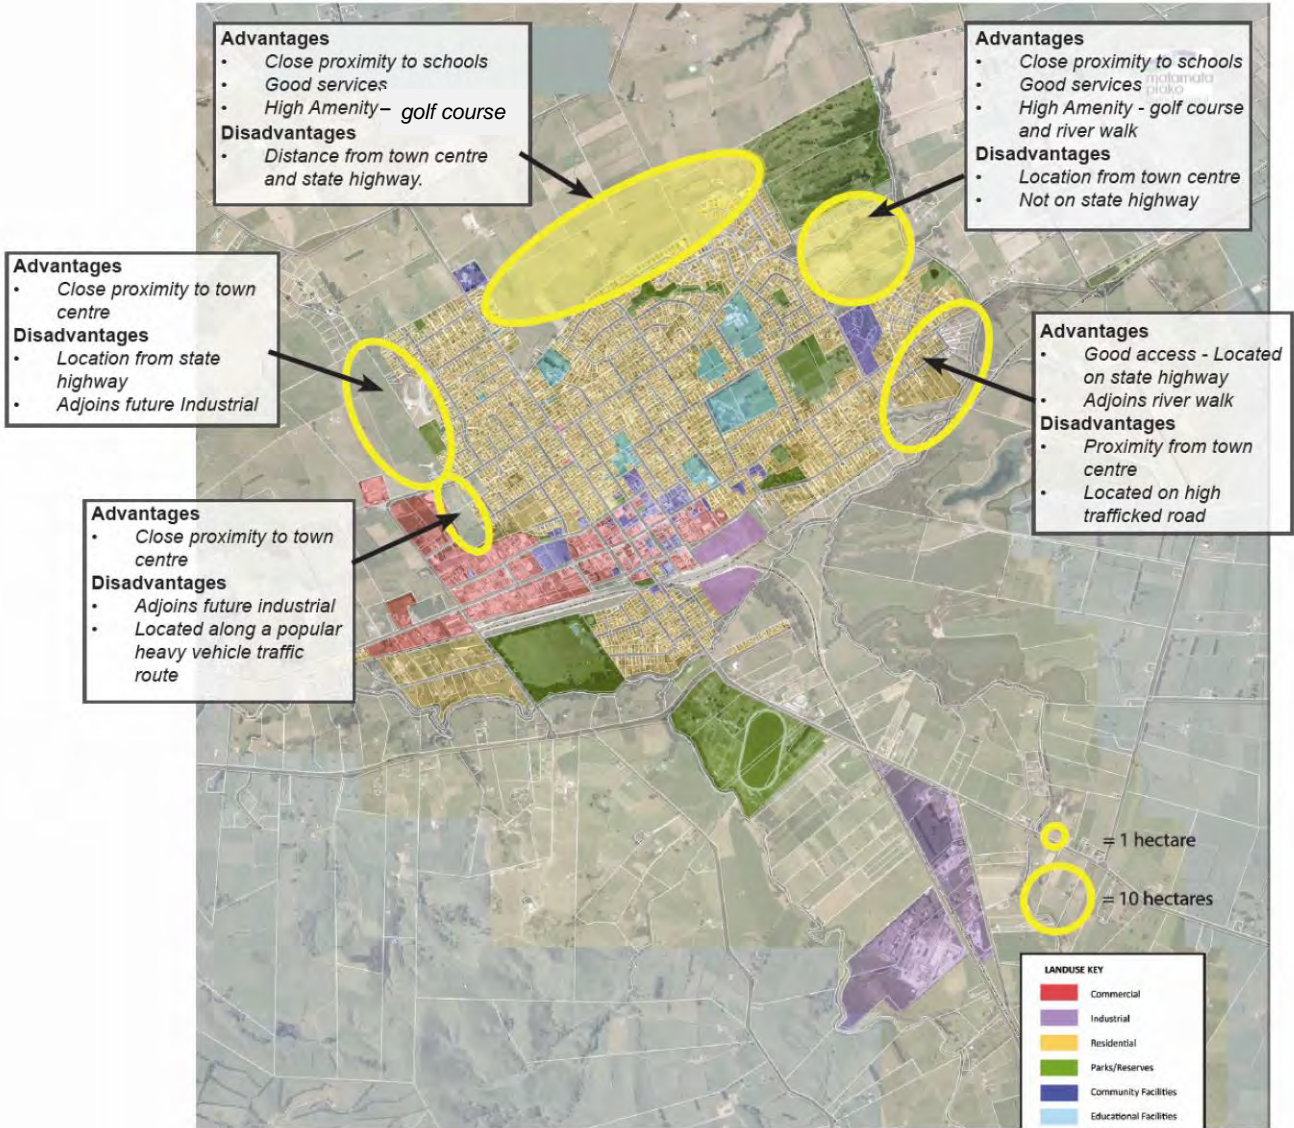 Advantages
• Close proximity to schools
• Good services
• High Amenity – golf course
Disadvantages
• Distance from town centre
and state highway.
Advantages
• Close proximity to schools
• Good services
• High Amenity - golf course
and river walk
Disadvantages
• Location from town centre
• Not on state highway
matamata
piako
Advantages
• Close proximity to town
centre
Disadvantages
• Location from state
highway
• Adjoins future Industrial
Advantages
• Good access - Located
on state highway
• Adjoins river walk
Disadvantages
• Proximity from town
centre
• Located on high
trafficked road
Advantages
• Close proximity to town
centre
Disadvantages
• Adjoins future industrial
• Located along a popular
heavy vehicle traffic
route
= 1 hectare
= 10 hectares
LANDUSE KEY
Commercial
Industrial
Residential
Parks/Reserves
Community Facilities
Educational Facilities